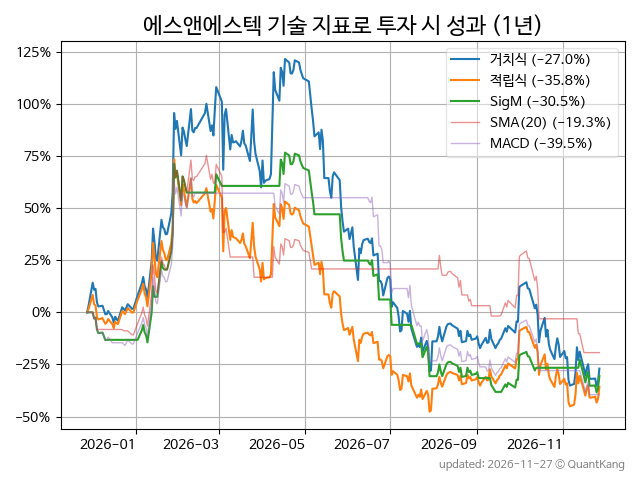 에스앤에스텍 기술 지표로 투자 시 성과 (1년)
거치식 (−27.0%)
적립식 (−35.8%)
SigM (−30.5%)
SMA(20) (−19.3%)
MACD (−39.5%)
125%
100%
75%
50%
25%
0%
−25%
−50%
2026-01
2026-03
2026-05
2026-07
2026-09
2026-11
updated: 2026-11-27 © QuantKang